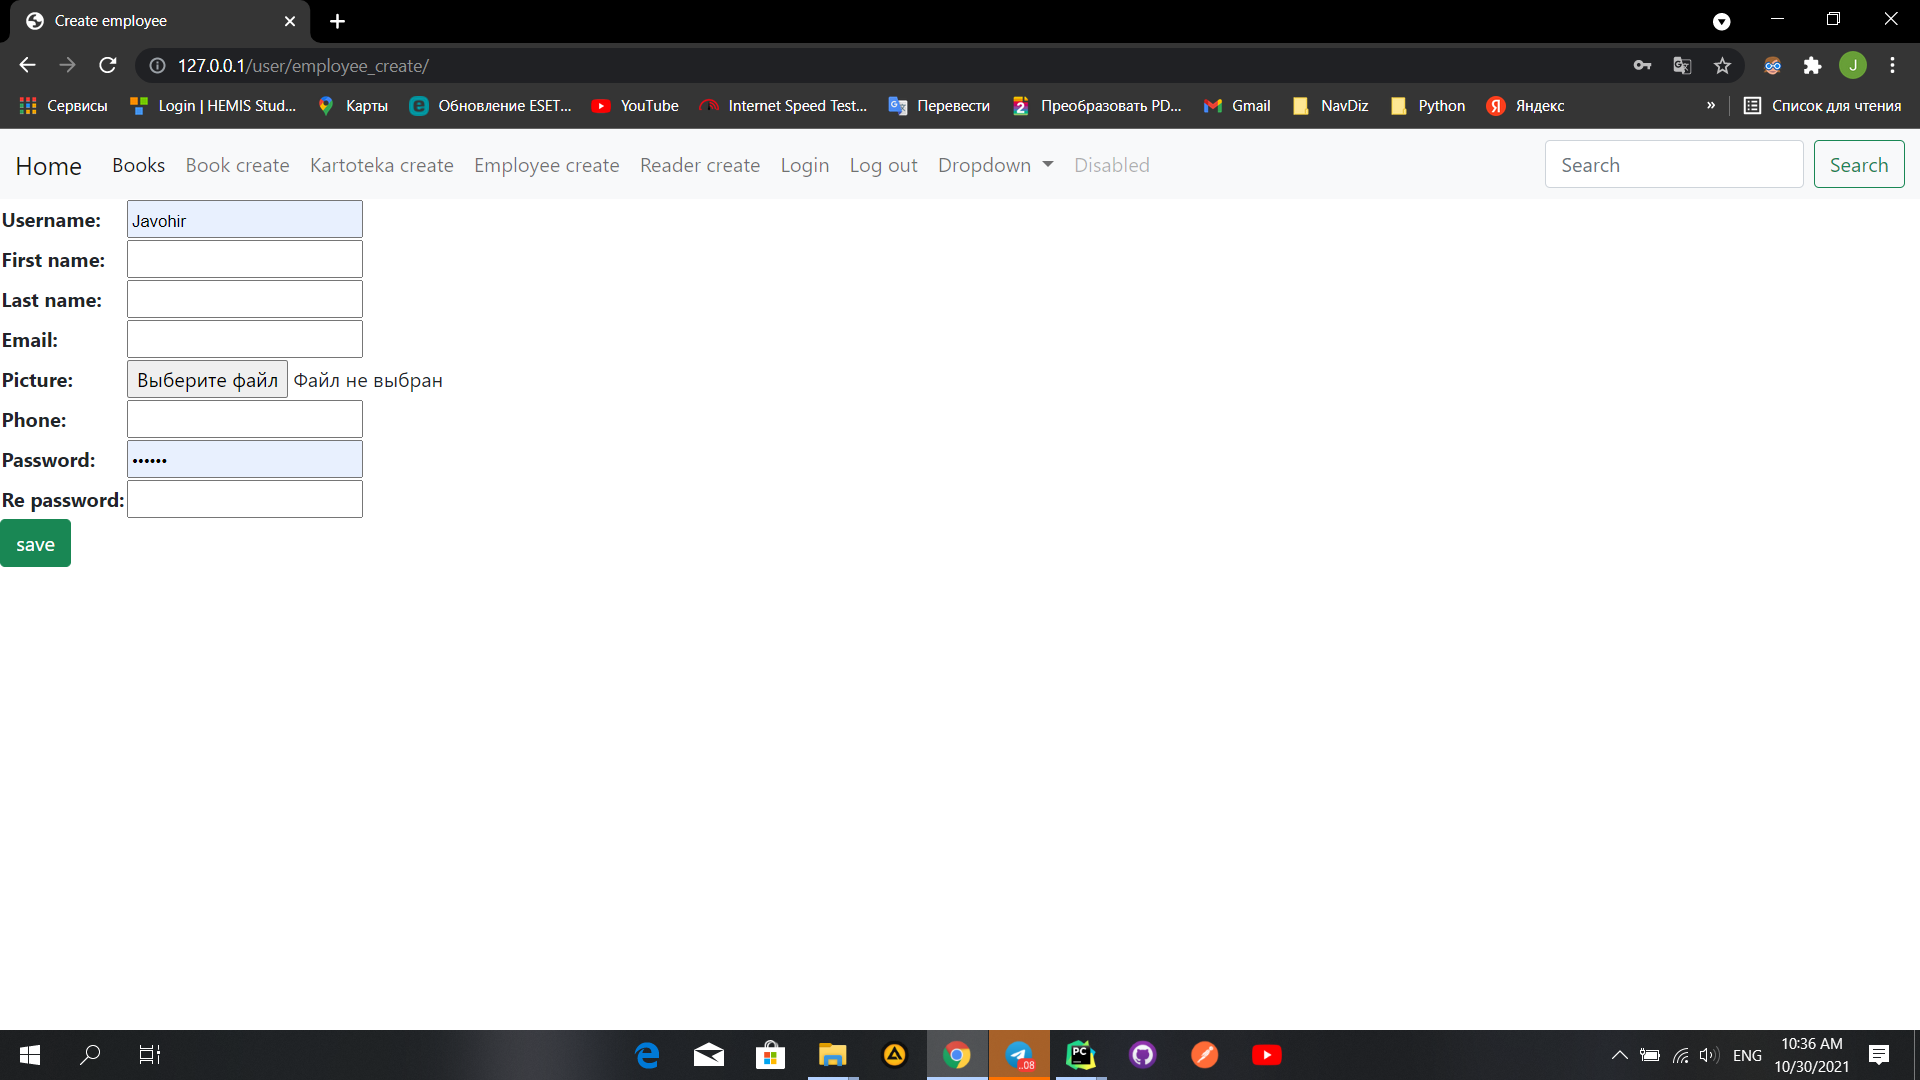 Create employee
127.0.0.1/user/employee_create/
J
Сервисы Login | HEMIS Stud... Карты Обновление ESET... YouTube Internet Speed Test... Перевести Преобразовать PD... Gmail NavDiz Python Яндекс » Список для чтения
Home Books Book create Kartoteka create Employee create Reader create Login Log out Dropdown Disabled Search Search
Username: Javohir
First name:
Last name:
Email:
Picture: Выберите файл Файл не выбран
Phone:
Password: ••••••
Re password:
save
..08 PC ENG 10:36 AM
10/30/2021